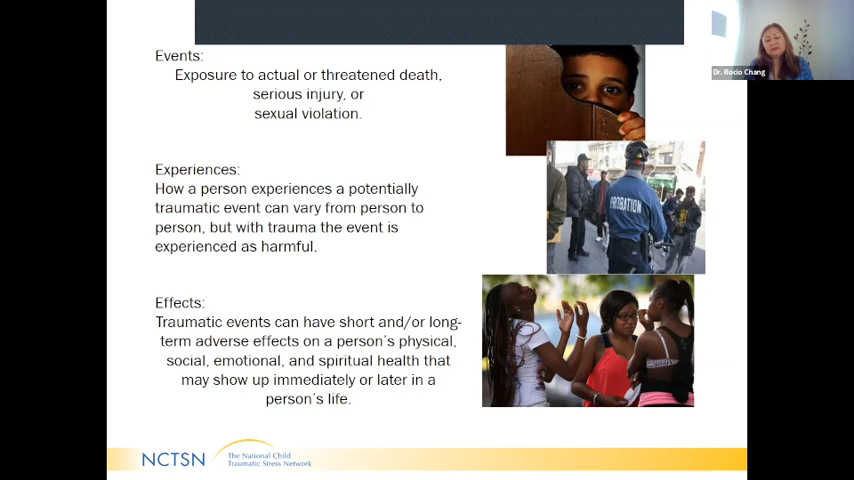 Events:
Exposure to actual or threatened death,
serious injury, or
sexual violation.
Experiences:
How a person experiences a potentially
traumatic event can vary from person to
person, but with trauma the event is
experienced as harmful.
Effects:
Traumatic events can have short and/or long-
term adverse effects on a person's physical,
social, emotional, and spiritual health that
may show up immediately or later in a
person's life.
PROBATION
NCTSN
The National Child
Traumatic Stress Network
Dr. Rocio Chang